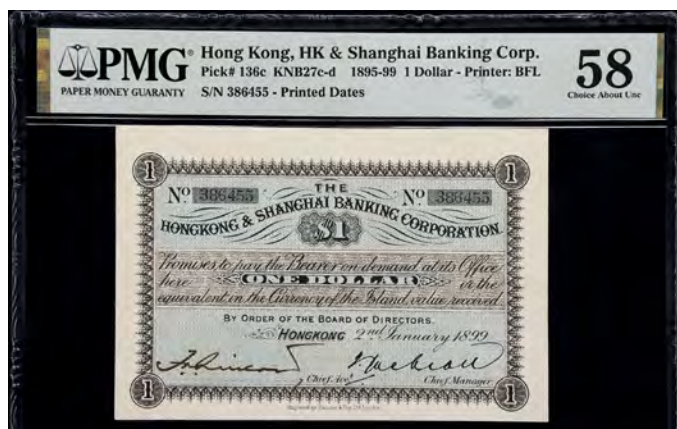 PMG
PAPER MONEY GUARANTY
Hong Kong, HK & Shanghai Banking Corp.
Pick# 136c KNB27c-d 1895-99 1 Dollar - Printer: BFL
S/N 386455 - Printed Dates
58
Choice About Unc
1 1
THE
Nº 386455 Nº 386455
HONGKONG & SHANGHAI BANKING CORPORATION.
$1
Promises to pay the Bearer on demand at its Office
here ONE DOLLAR or the
equivalent in the Currency of the Island, value received.
BY ORDER OF THE BOARD OF DIRECTORS.
HONGKONG 2nd January 1899
Chief Acct. Chief Manager
1 1